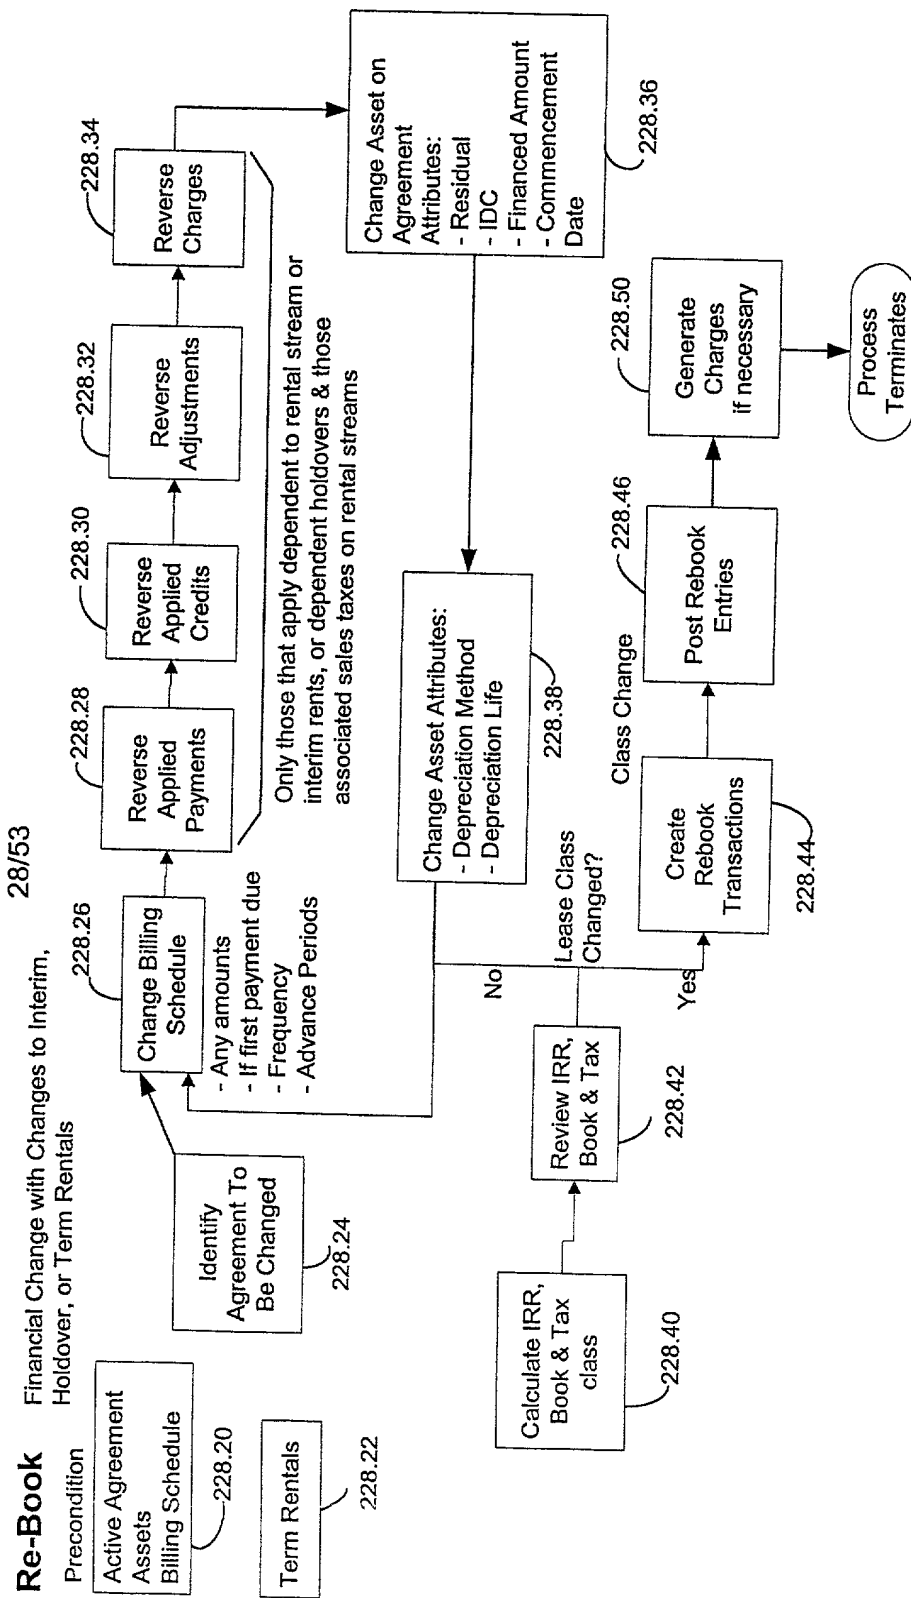 28/53
Re-Book
Financial Change with Changes to Interim,
Holdover, or Term Rentals
Precondition
Active Agreement
Assets
Billing Schedule
228.20
Term Rentals
228.22
Identify
Agreement To
Be Changed
228.24
Change Billing
Schedule
228.26
- Any amounts
- If first payment due
- Frequency
- Advance Periods
Reverse
Applied
Payments
228.28
Reverse
Applied
Credits
228.30
Reverse
Adjustments
228.32
Reverse
Charges
228.34
Only those that apply dependent to rental stream or
interim rents, or dependent holdovers & those
associated sales taxes on rental streams
Change Asset on
Agreement
Attributes:
- Residual
- IDC
- Financed Amount
- Commencement
Date
228.36
Change Asset Attributes:
- Depreciation Method
- Depreciation Life
228.38
Calculate IRR,
Book & Tax
class
228.40
Review IRR,
Book & Tax
228.42
No
Lease Class
Changed?
Yes
Create
Rebook
Transactions
228.44
Class Change
Post Rebook
Entries
228.46
Generate
Charges
if necessary
228.50
Process
Terminates